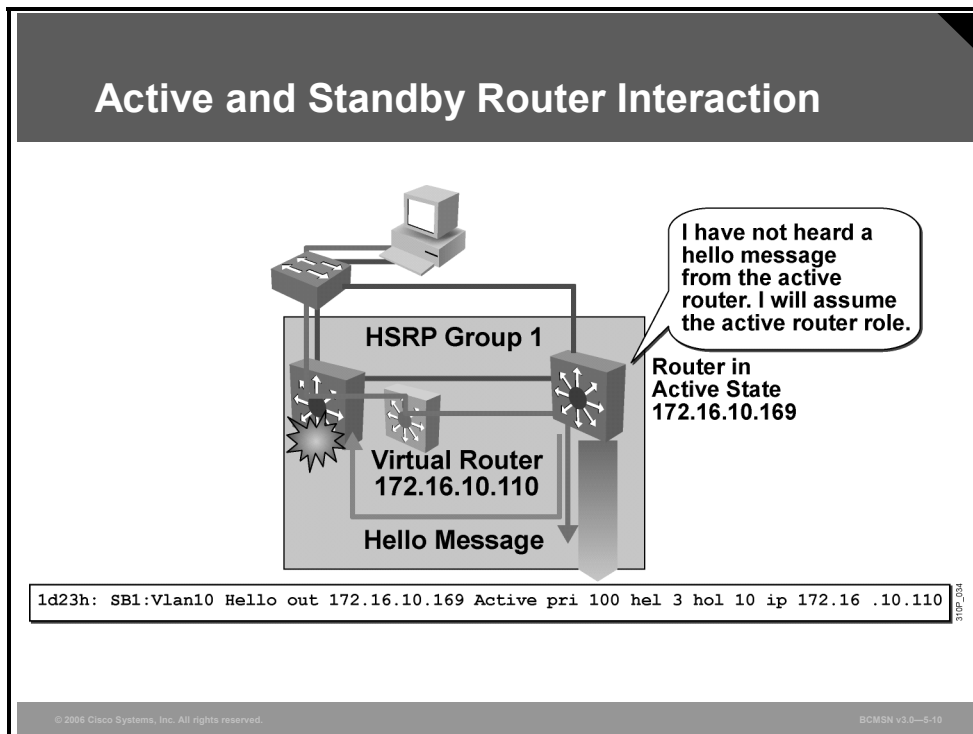 Active and Standby Router Interaction
I have not heard a
hello message
from the active
router. I will assume
the active router role.
HSRP Group 1
Router in
Active State
172.16.10.169
Virtual Router
172.16.10.110
Hello Message
1d23h: SB1:Vlan10 Hello out 172.16.10.169 Active pri 100 hel 3 hol 10 ip 172.16 .10.110
310P_034
© 2006 Cisco Systems, Inc. All rights reserved.
BCMSN v3.0—5-10